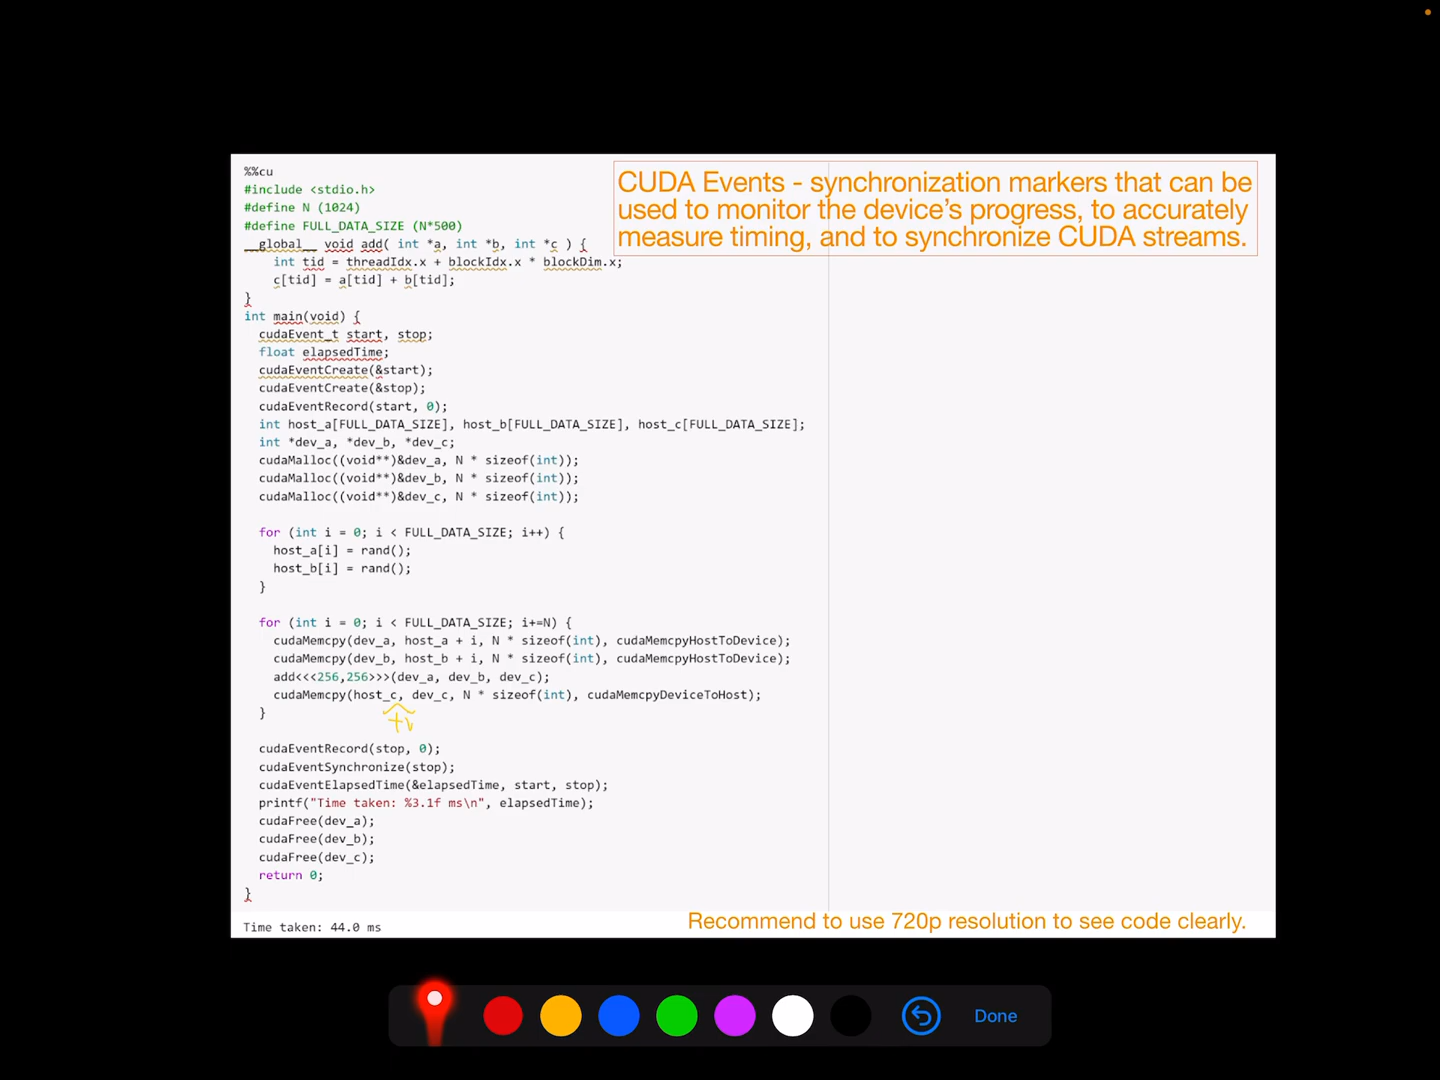 %%cu
#include <stdio.h>
#define N (1024)
#define FULL_DATA_SIZE (N*500)
__global__ void add( int *a, int *b, int *c ) {
    int tid = threadIdx.x + blockIdx.x * blockDim.x;
    c[tid] = a[tid] + b[tid];
}
int main(void) {
  cudaEvent_t start, stop;
  float elapsedTime;
  cudaEventCreate(&start);
  cudaEventCreate(&stop);
  cudaEventRecord(start, 0);
  int host_a[FULL_DATA_SIZE], host_b[FULL_DATA_SIZE], host_c[FULL_DATA_SIZE];
  int *dev_a, *dev_b, *dev_c;
  cudaMalloc((void**)&dev_a, N * sizeof(int));
  cudaMalloc((void**)&dev_b, N * sizeof(int));
  cudaMalloc((void**)&dev_c, N * sizeof(int));
  for (int i = 0; i < FULL_DATA_SIZE; i++) {
    host_a[i] = rand();
    host_b[i] = rand();
  }
  for (int i = 0; i < FULL_DATA_SIZE; i+=N) {
    cudaMemcpy(dev_a, host_a + i, N * sizeof(int), cudaMemcpyHostToDevice);
    cudaMemcpy(dev_b, host_b + i, N * sizeof(int), cudaMemcpyHostToDevice);
    add<<<256,256>>>(dev_a, dev_b, dev_c);
    cudaMemcpy(host_c, dev_c, N * sizeof(int), cudaMemcpyDeviceToHost);
+i
  }
  cudaEventRecord(stop, 0);
  cudaEventSynchronize(stop);
  cudaEventElapsedTime(&elapsedTime, start, stop);
  printf("Time taken: %3.1f ms\n", elapsedTime);
  cudaFree(dev_a);
  cudaFree(dev_b);
  cudaFree(dev_c);
  return 0;
}
Time taken: 44.0 ms
CUDA Events - synchronization markers that can be
used to monitor the device’s progress, to accurately
measure timing, and to synchronize CUDA streams.
Recommend to use 720p resolution to see code clearly.
Done